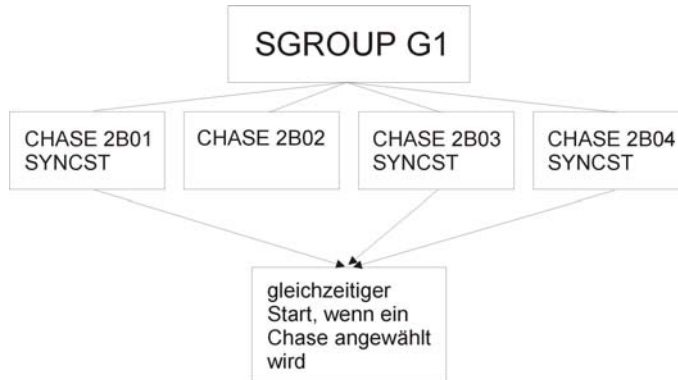 SGROUP G1
CHASE 2B01
SYNCST
CHASE 2B02
CHASE 2B03
SYNCST
CHASE 2B04
SYNCST
gleichzeitiger
Start, wenn ein
Chase angewählt
wird